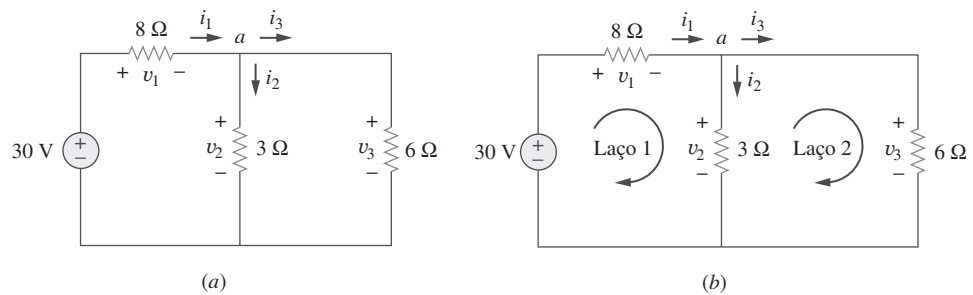 8 Ω i₁ a i₃
+ v₁ −
i₂
30 V + −
+ v₂ − 3 Ω
+ v₃ − 6 Ω
(a)
8 Ω i₁ a i₃
+ v₁ −
i₂
30 V + −
Laço 1
+ v₂ − 3 Ω
Laço 2
+ v₃ − 6 Ω
(b)